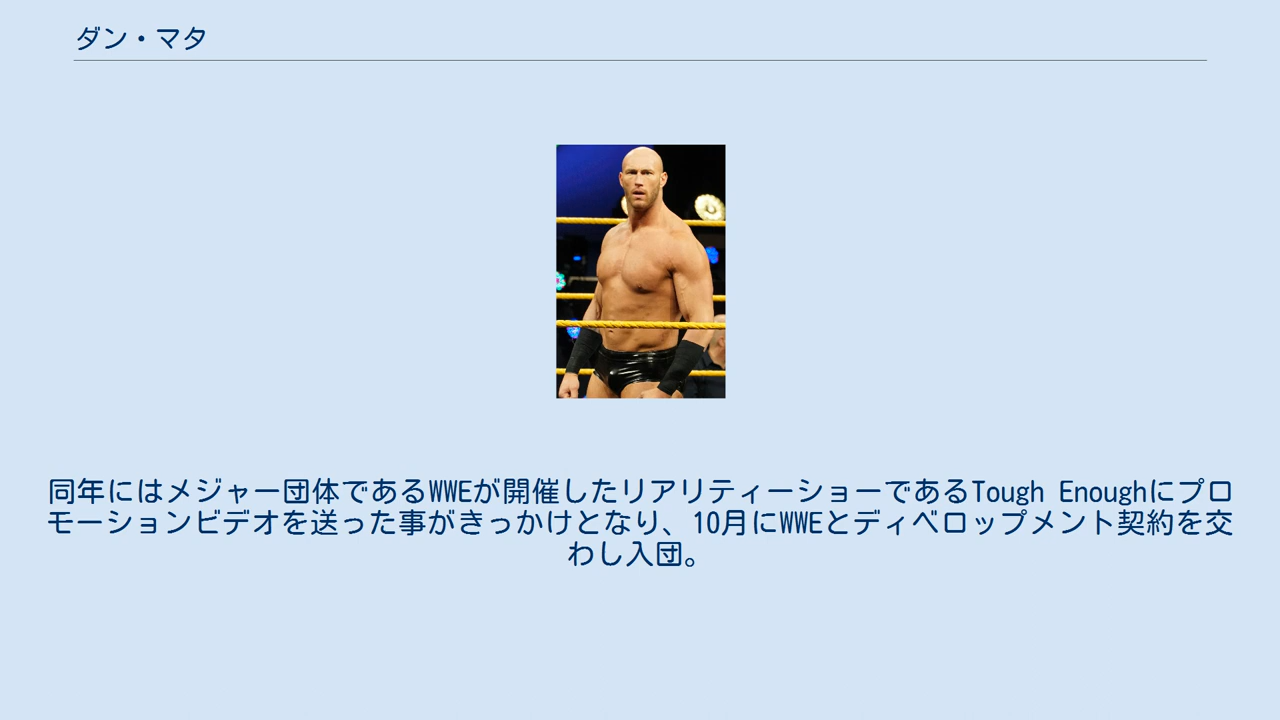 ダン・マタ
同年にはメジャー団体であるWWEが開催したリアリティーショーであるTough Enoughにプロ
モーションビデオを送った事がきっかけとなり、10月にWWEとディベロップメント契約を交
わし入団。